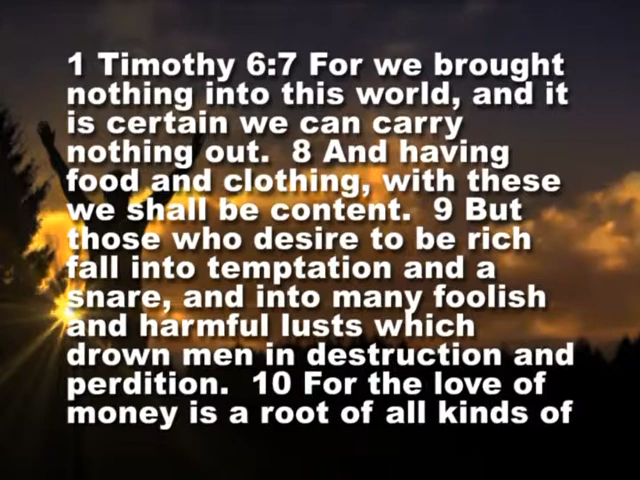 1 Timothy 6:7 For we brought
nothing into this world, and it
is certain we can carry
nothing out.  8 And having
food and clothing, with these
we shall be content.  9 But
those who desire to be rich
fall into temptation and a
snare, and into many foolish
and harmful lusts which
drown men in destruction and
perdition.  10 For the love of
money is a root of all kinds of